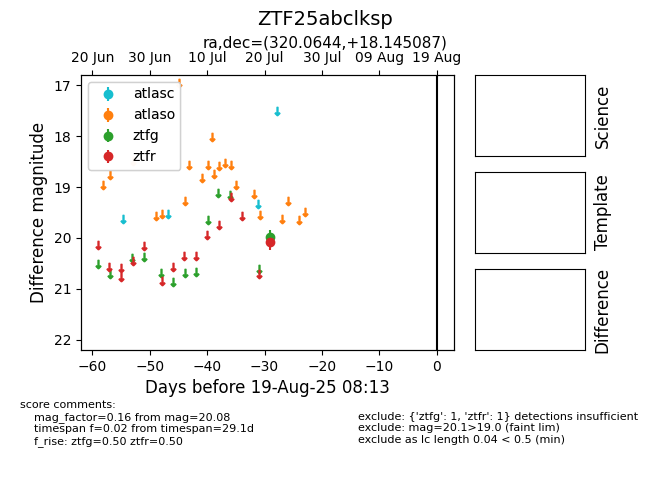 ZTF25abclksp
ra,dec=(320.0644,+18.145087)
20 Jun 30 Jun 10 Jul 20 Jul 30 Jul 09 Aug 19 Aug
17
18
19
20
21
22
Difference magnitude
atlasc
atlaso
ztfg
ztfr
−60 −50 −40 −30 −20 −10 0
Days before 19-Aug-25 08:13
Science
Template
Difference
score comments:
mag_factor=0.16 from mag=20.08
timespan f=0.02 from timespan=29.1d
f_rise: ztfg=0.50 ztfr=0.50
exclude: {'ztfg': 1, 'ztfr': 1} detections insufficient
exclude: mag=20.1>19.0 (faint lim)
exclude as lc length 0.04 < 0.5 (min)